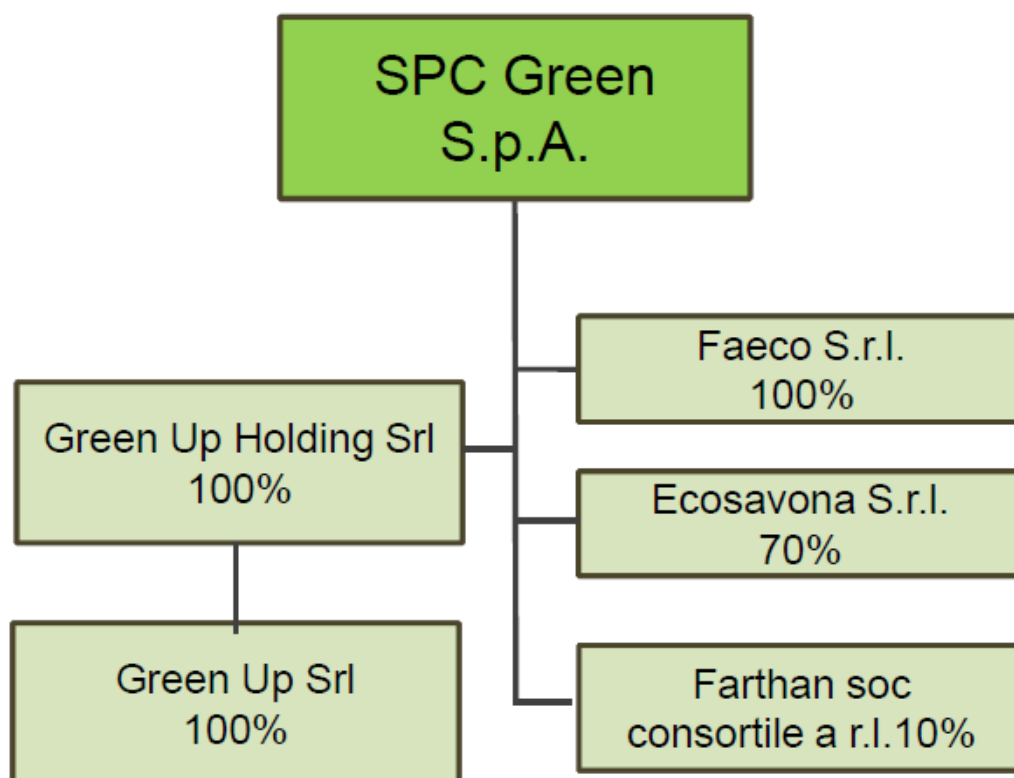 SPC Green
S.p.A.
Faeco S.r.l.
100%
Green Up Holding Srl
100%
Ecosavona S.r.l.
70%
Green Up Srl
100%
Farthan soc
consortile a r.l.10%